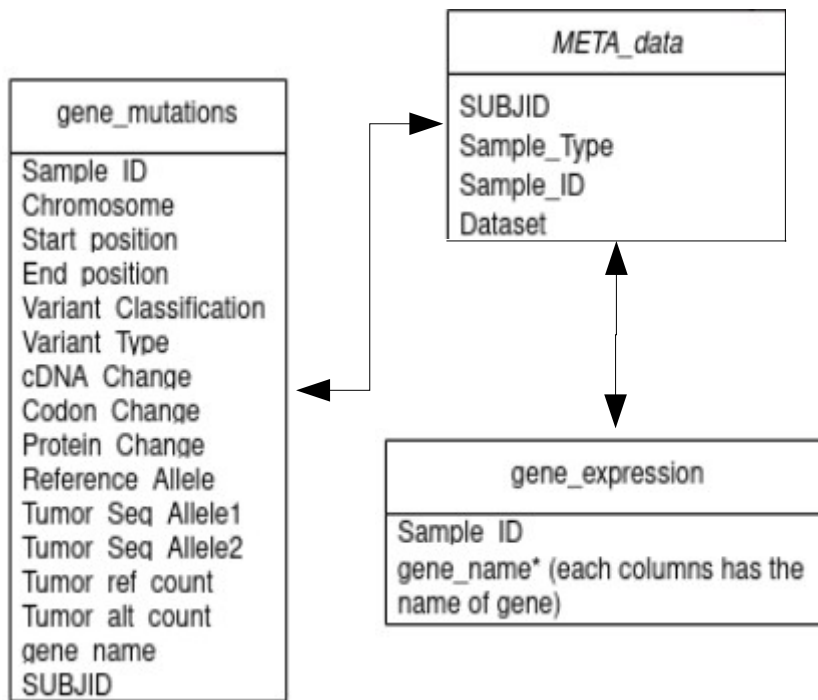 META_data
SUBJID
Sample_Type
Sample_ID
Dataset
gene_mutations
Sample ID
Chromosome
Start position
End position
Variant Classification
Variant Type
cDNA Change
Codon Change
Protein Change
Reference Allele
Tumor Seq Allele1
Tumor Seq Allele2
Tumor ref count
Tumor alt count
gene name
SUBJID
gene_expression
Sample ID
gene_name* (each columns has the
name of gene)